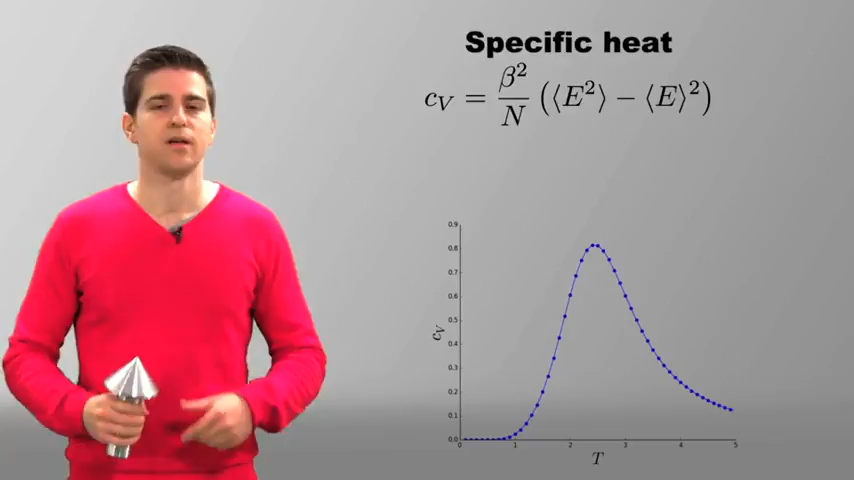 Specific heat
c_V = β²/N (⟨E²⟩ − ⟨E⟩²)
0.9
0.8
0.7
0.6
0.5
0.4
0.3
0.2
0.1
0.0
c_V
0 1 2 3 4 5
T